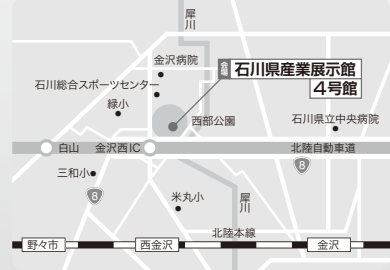 犀川
金沢病院
会場
石川県産業展示館
4号館
石川総合スポーツセンター
緑小
西部公園
石川県立中央病院
白山
金沢西IC
北陸自動車道
8
三和小
8
米丸小
犀川
北陸本線
野々市
西金沢
金沢